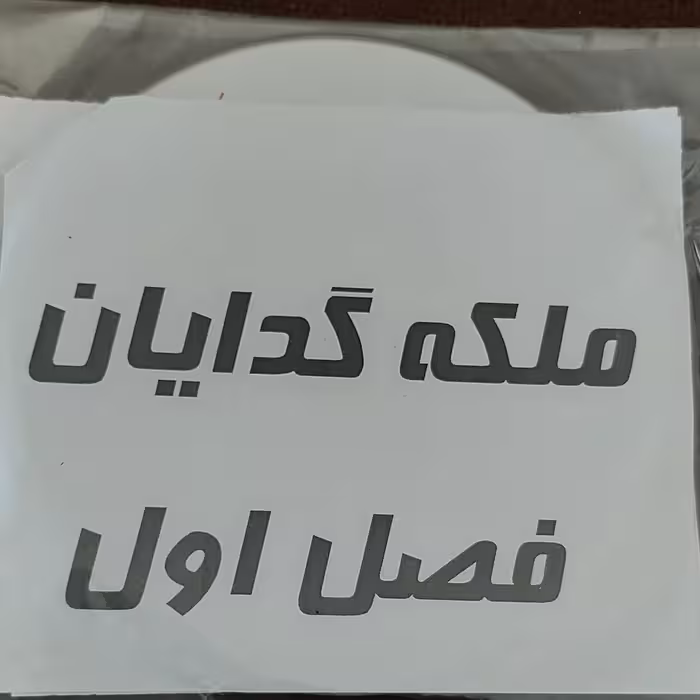 ملکه گدایان
فصل اول